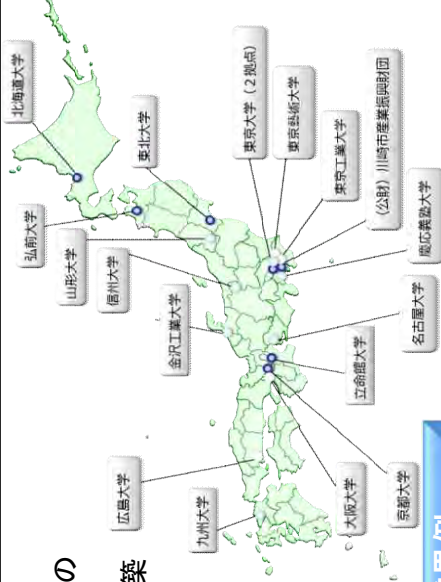 北海道大学
弘前大学
山形大学
信州大学
金沢工業大学
広島大学
九州大学
東北大学
東京大学（２拠点）
東京藝術大学
東京工業大学
（公財）川崎市産業振興財団
慶応義塾大学
名古屋大学
立命館大学
京都大学
大阪大学
の
築